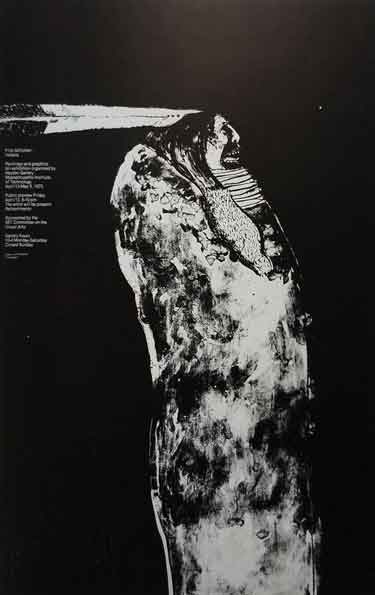 Fritz Scholder:
Indians
Paintings and graphics
an exhibition organized by
Hayden Gallery
Massachusetts Institute
of Technology
April 13-May 5, 1973
Public preview Friday
April 13, 8-10 pm
The artist will be present
Refreshments
Sponsored by the
MIT Committee on the
Visual Arts
Gallery hours
10-4 Monday-Saturday
Closed Sunday